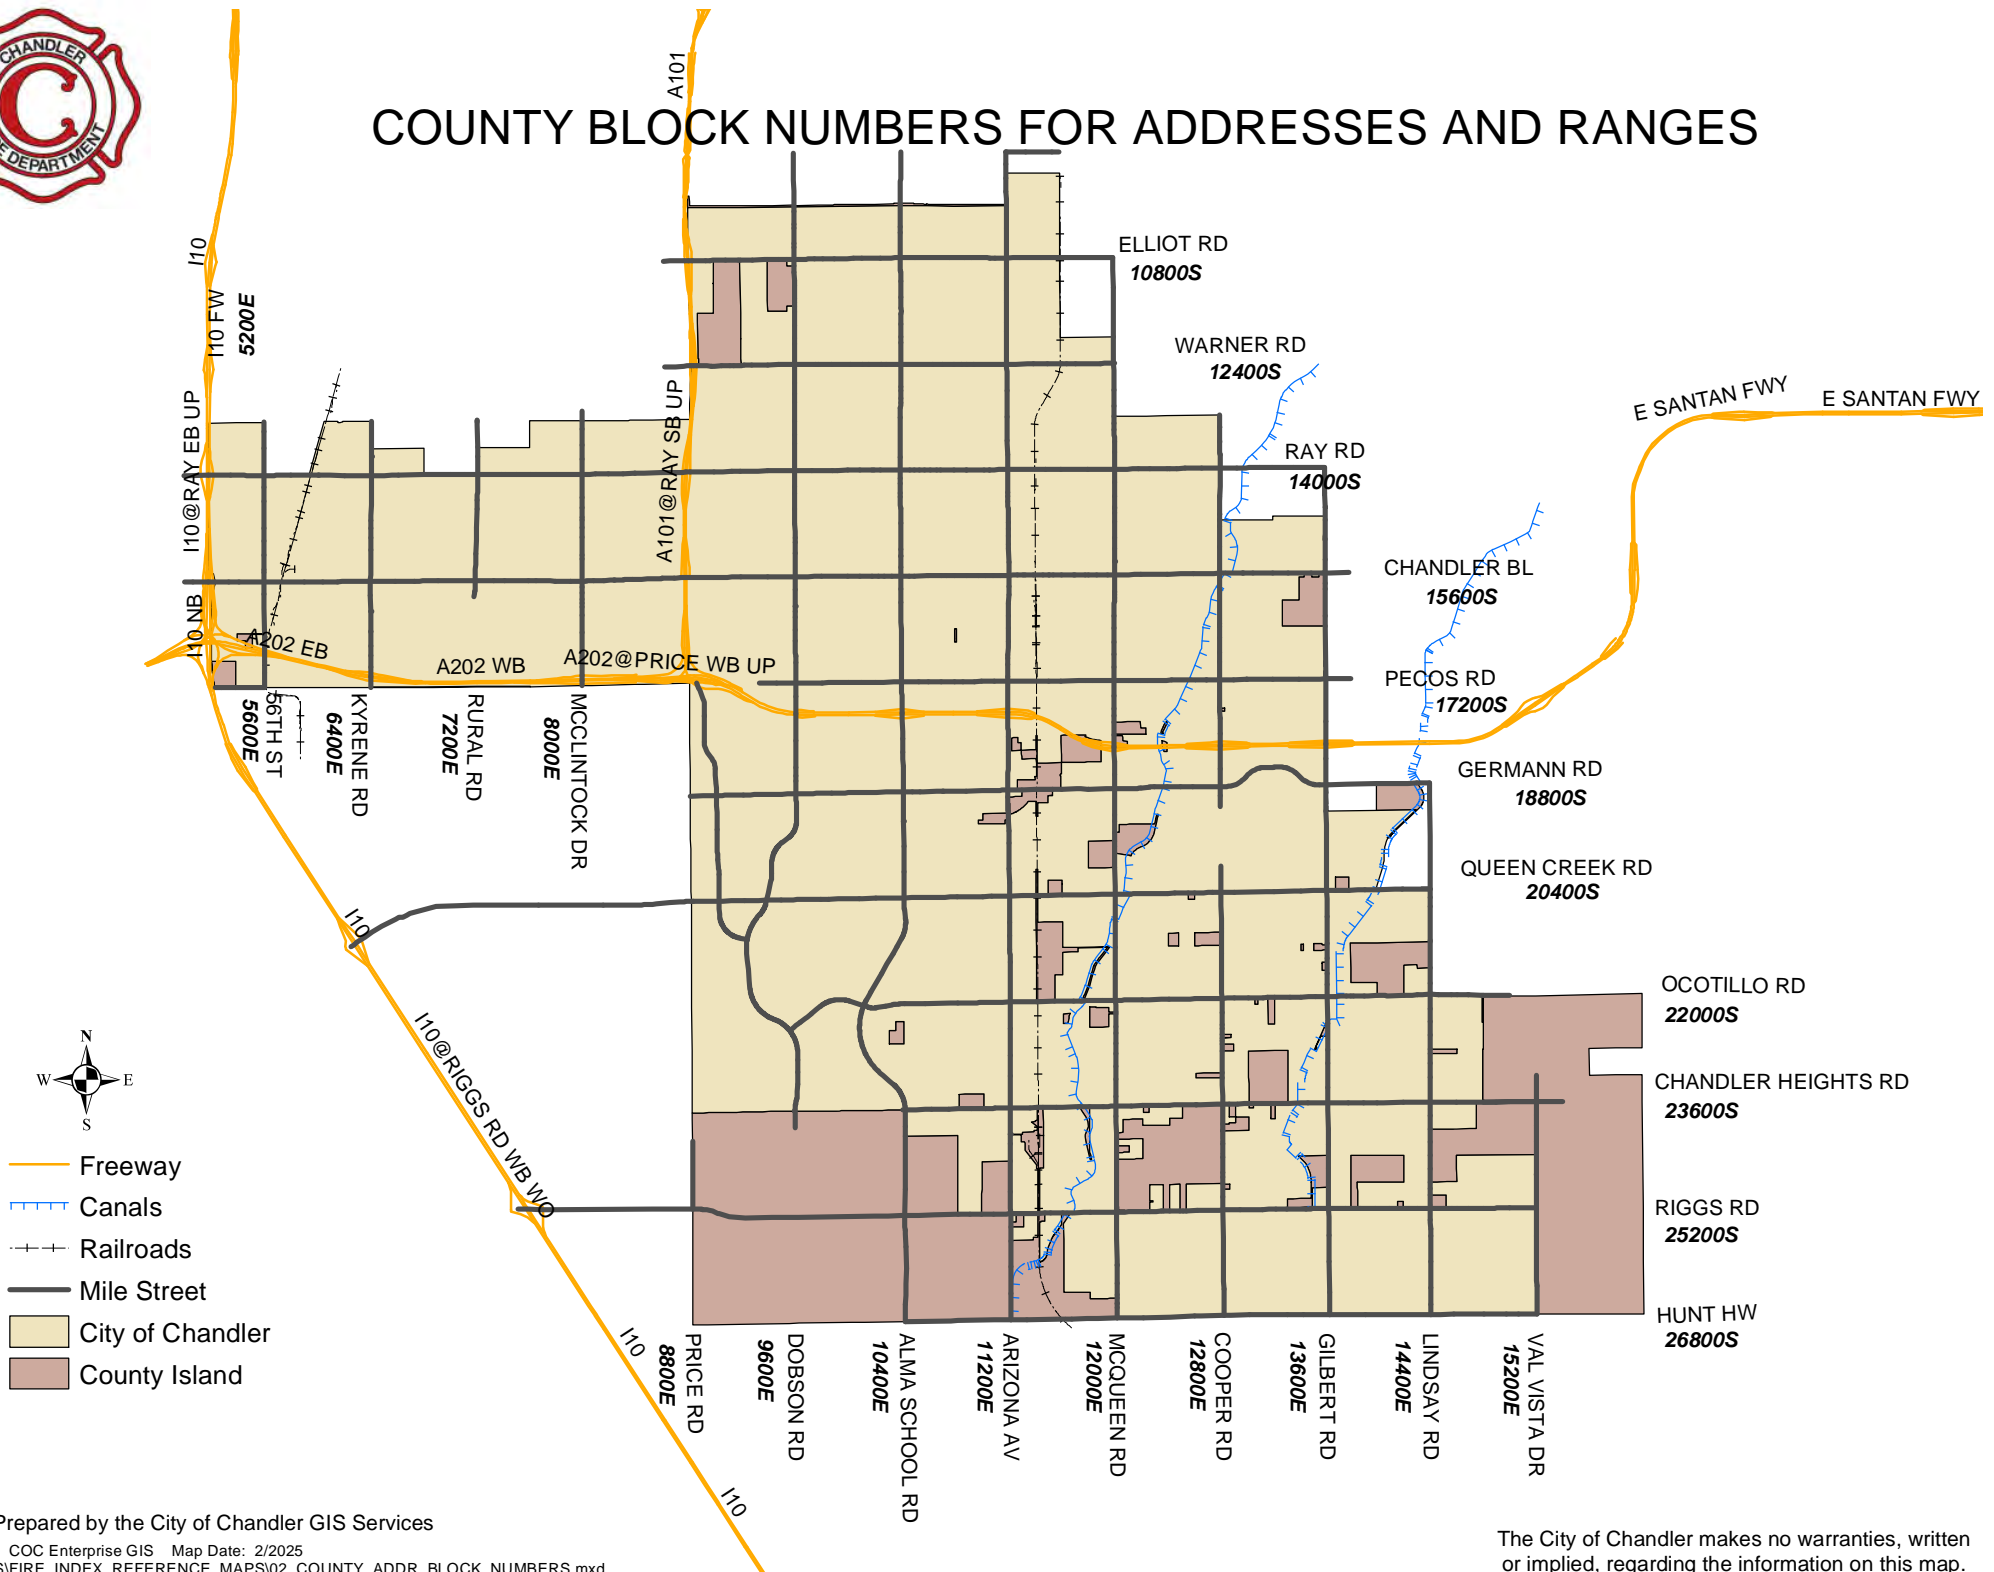 CHANDLER
C
E DEPARTMENT
COUNTY BLOCK NUMBERS FOR ADDRESSES AND RANGES
A101
I10
I10 FW
5200E
I10@RAY EB UP
I10 NB
A101@RAY SB UP
ELLIOT RD
10800S
WARNER RD
12400S
RAY RD
14000S
E SANTAN FWY
E SANTAN FWY
CHANDLER BL
15600S
PECOS RD
17200S
GERMANN RD
18800S
QUEEN CREEK RD
20400S
OCOTILLO RD
22000S
CHANDLER HEIGHTS RD
23600S
RIGGS RD
25200S
HUNT HW
26800S
A202 EB
A202 WB
A202@PRICE WB UP
56TH ST
5600E
KYRENE RD
6400E
RURAL RD
7200E
MCCLINTOCK DR
8000E
I10
I10@RIGGS RD WB WO
I10
I10
PRICE RD
8800E
DOBSON RD
9600E
ALMA SCHOOL RD
10400E
ARIZONA AV
11200E
MCQUEEN RD
12000E
COOPER RD
12800E
GILBERT RD
13600E
LINDSAY RD
14400E
VAL VISTA DR
15200E
N
W E
S
Freeway
Canals
Railroads
Mile Street
City of Chandler
County Island
Prepared by the City of Chandler GIS Services
COC Enterprise GIS Map Date: 2/2025
S\FIRE_INDEX_REFERENCE_MAPS\02_COUNTY_ADDR_BLOCK_NUMBERS.mxd
The City of Chandler makes no warranties, written
or implied, regarding the information on this map.